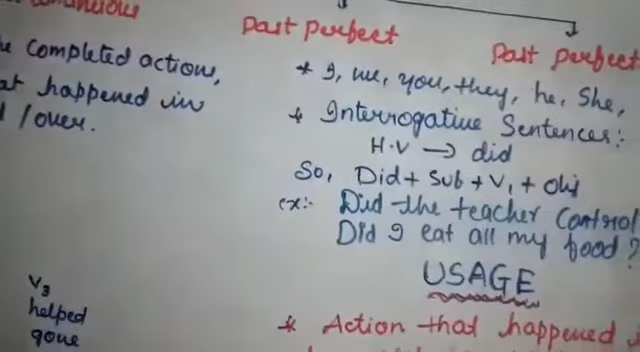 Past Perfect
Past perfect
completed action,
happened in
/over.
* I, we, you, they, he, she,
* Interrogative Sentences:
H.V → did
So, Did + Sub + V1 + Obj
ex:- Did the teacher Control
Did I eat all my food?
USAGE
V3
helped
gone
* Action that happened